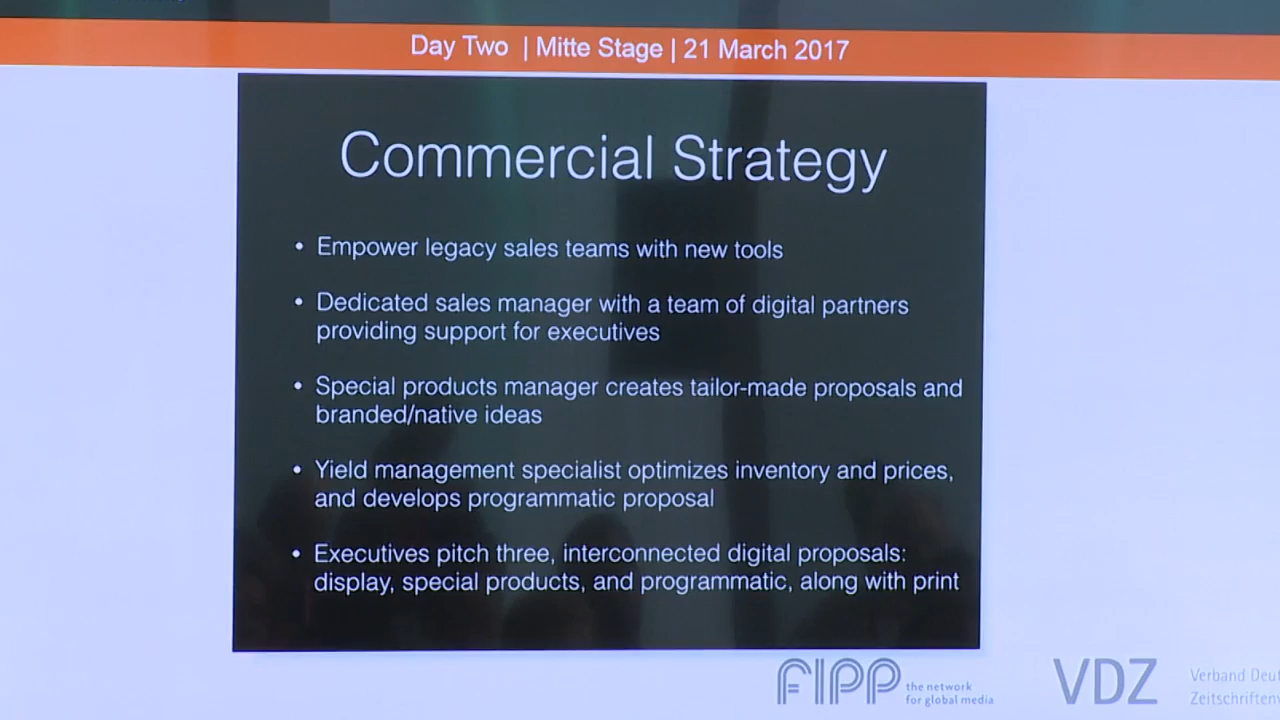 Day Two | Mitte Stage | 21 March 2017
Commercial Strategy
• Empower legacy sales teams with new tools
• Dedicated sales manager with a team of digital partners
providing support for executives
• Special products manager creates tailor-made proposals and
branded/native ideas
• Yield management specialist optimizes inventory and prices,
and develops programmatic proposal
• Executives pitch three, interconnected digital proposals:
display, special products, and programmatic, along with print
FIPP the network
for global media
VDZ
Verband